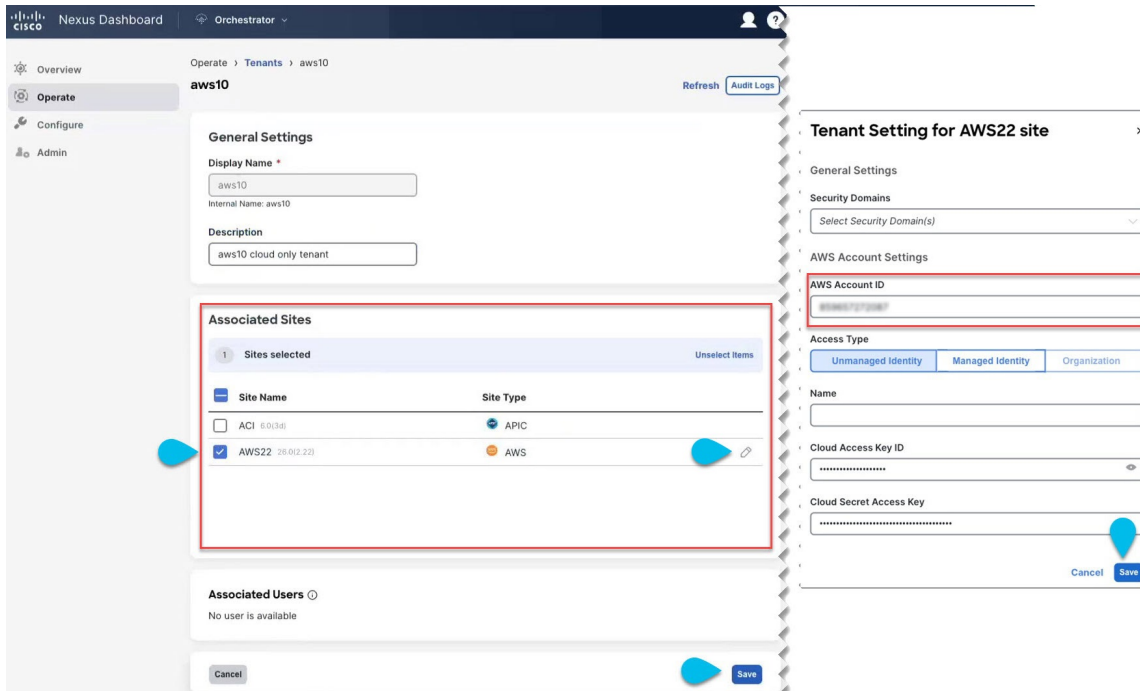 cisco Nexus Dashboard Orchestrator ?
Overview
Operate
Configure
Admin
Operate › Tenants › aws10
aws10
Refresh Audit Logs
General Settings
Display Name *
aws10
Internal Name: aws10
Description
aws10 cloud only tenant
Associated Sites
1 Sites selected Unselect Items
Site Name Site Type
ACI 6.0(3d) APIC
AWS22 26.0(2.22) AWS
Associated Users
No user is available
Cancel Save
Tenant Setting for AWS22 site
General Settings
Security Domains
Select Security Domain(s)
AWS Account Settings
AWS Account ID
Access Type
Unmanaged Identity Managed Identity Organization
Name
Cloud Access Key ID
Cloud Secret Access Key
Cancel Save